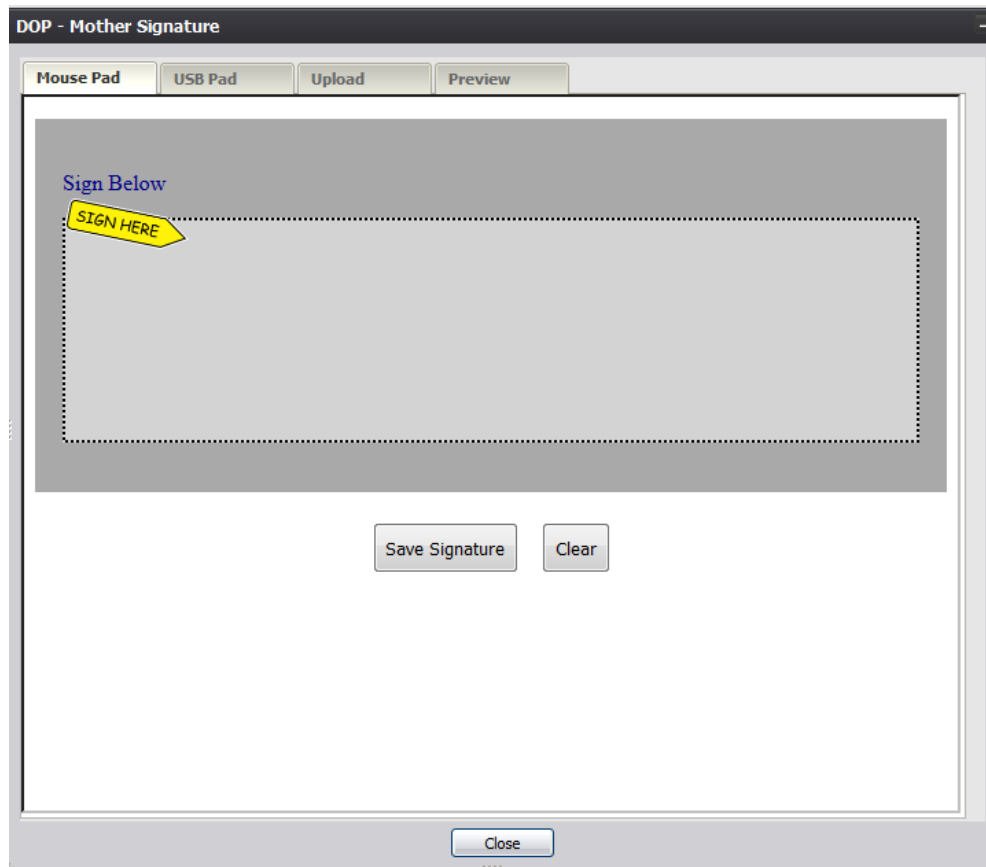 DOP - Mother Signature
Mouse Pad USB Pad Upload Preview
Sign Below
SIGN HERE
Save Signature Clear
Close